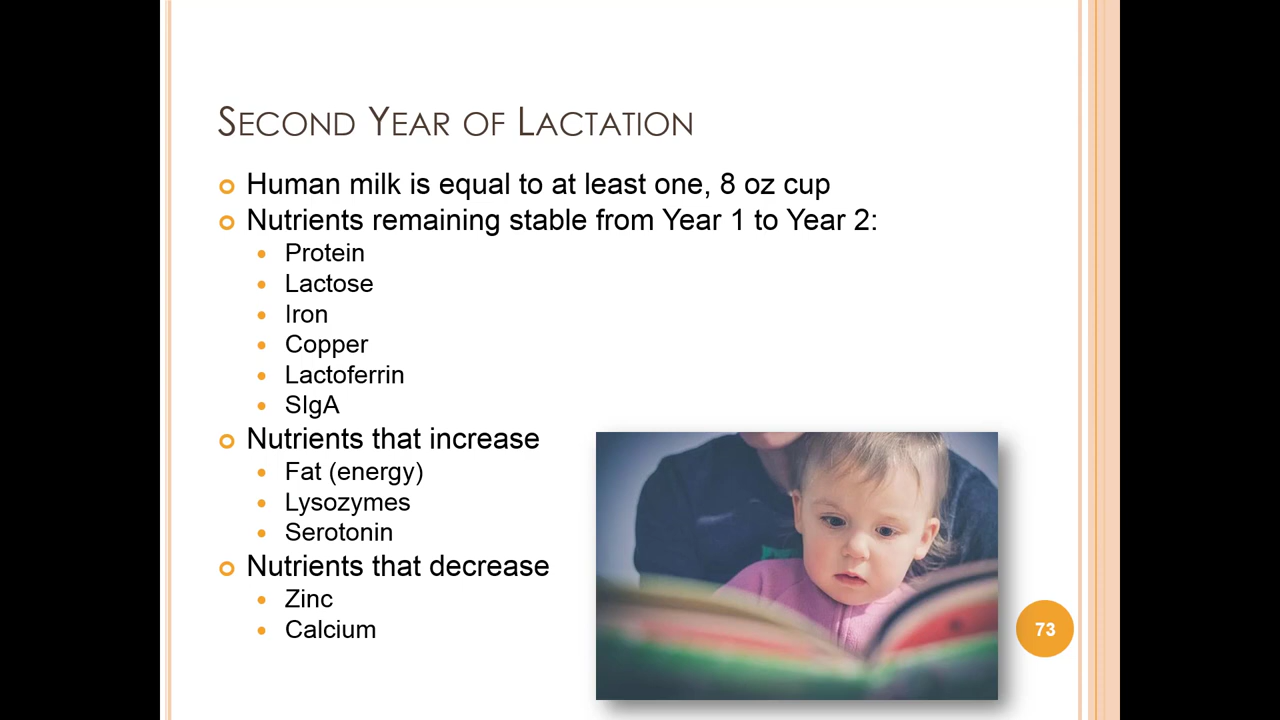 Second Year of Lactation
Human milk is equal to at least one, 8 oz cup
Nutrients remaining stable from Year 1 to Year 2:
Protein
Lactose
Iron
Copper
Lactoferrin
SIgA
Nutrients that increase
Fat (energy)
Lysozymes
Serotonin
Nutrients that decrease
Zinc
Calcium
73